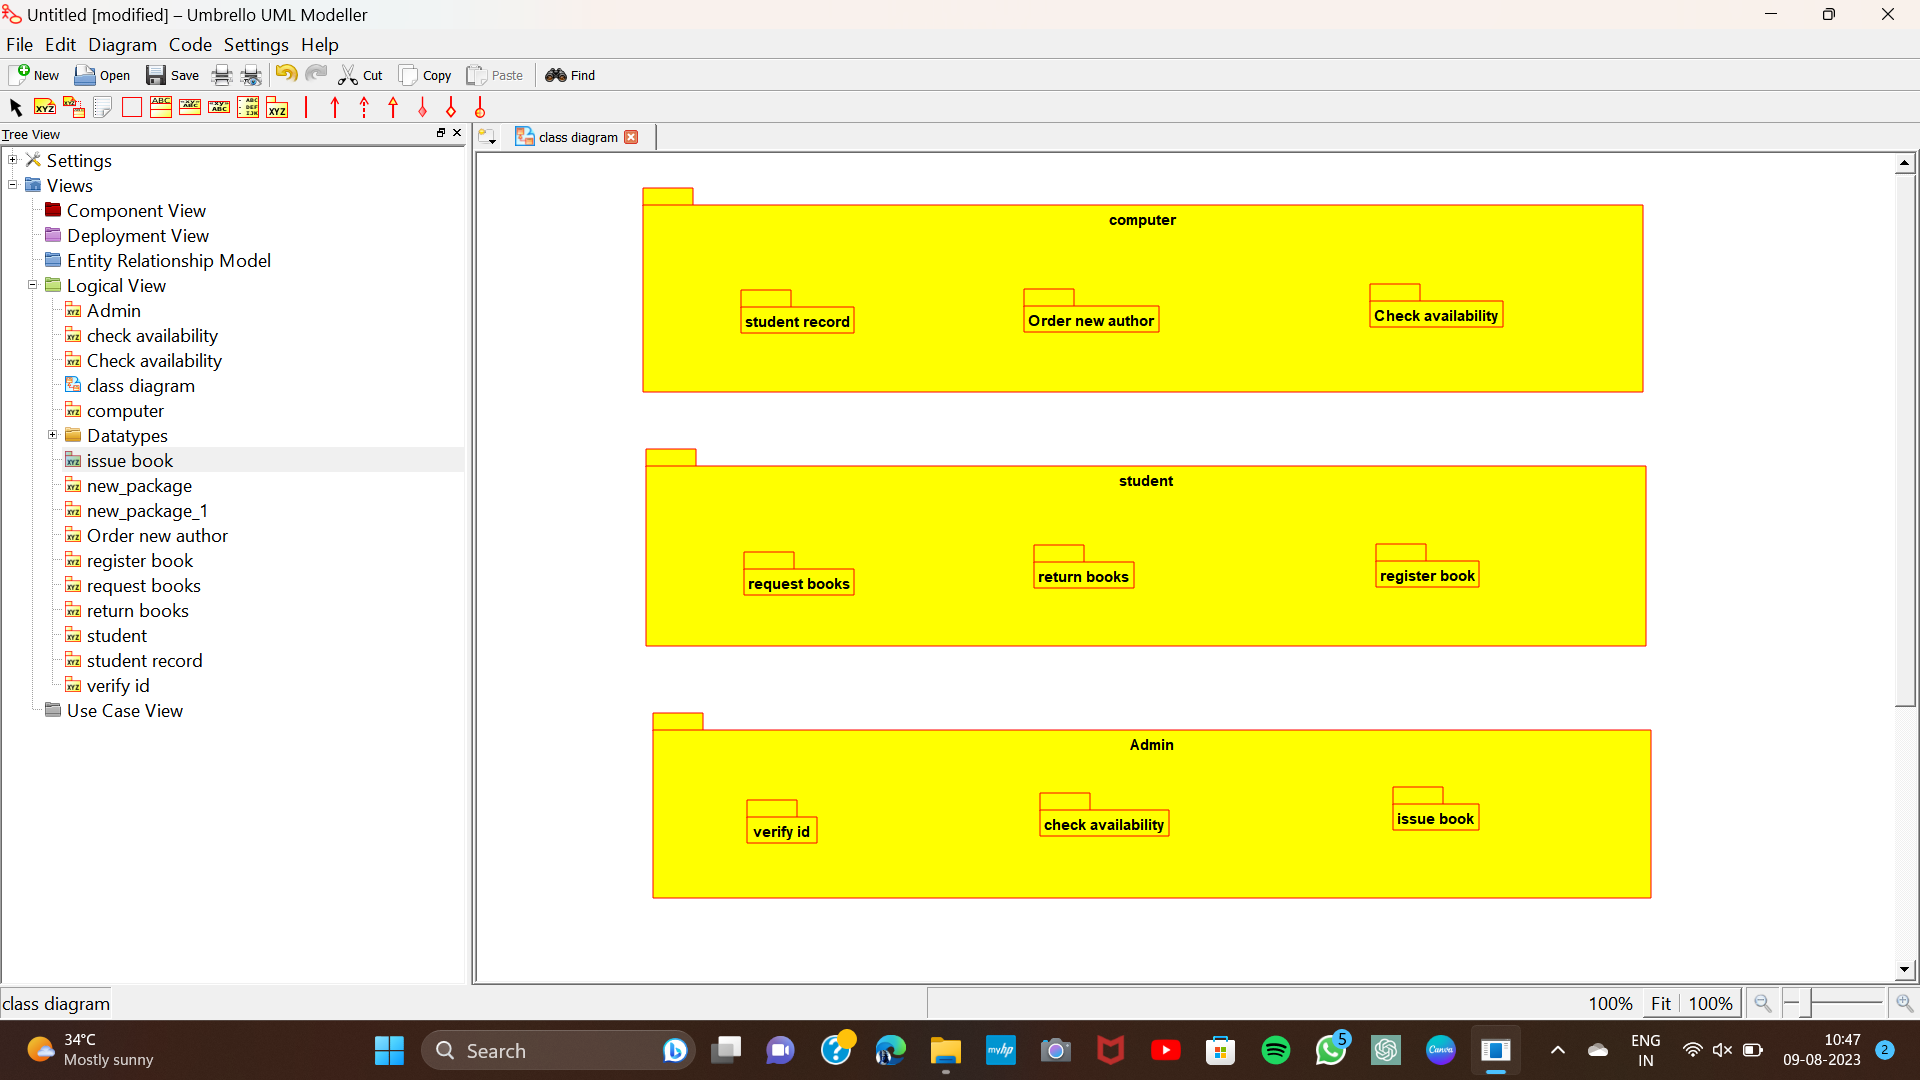 Untitled [modified] – Umbrello UML Modeller
File Edit Diagram Code Settings Help
New Open Save Cut Copy Paste Find
Tree View
class diagram
Settings
Views
Component View
Deployment View
Entity Relationship Model
Logical View
Admin
check availability
Check availability
class diagram
computer
Datatypes
issue book
new_package
new_package_1
Order new author
register book
request books
return books
student
student record
verify id
Use Case View
computer
student record
Order new author
Check availability
student
request books
return books
register book
Admin
verify id
check availability
issue book
class diagram
100% Fit 100%
34°C
Mostly sunny
Search
myhp
5
Canva
ENG
IN
10:47
09-08-2023
2